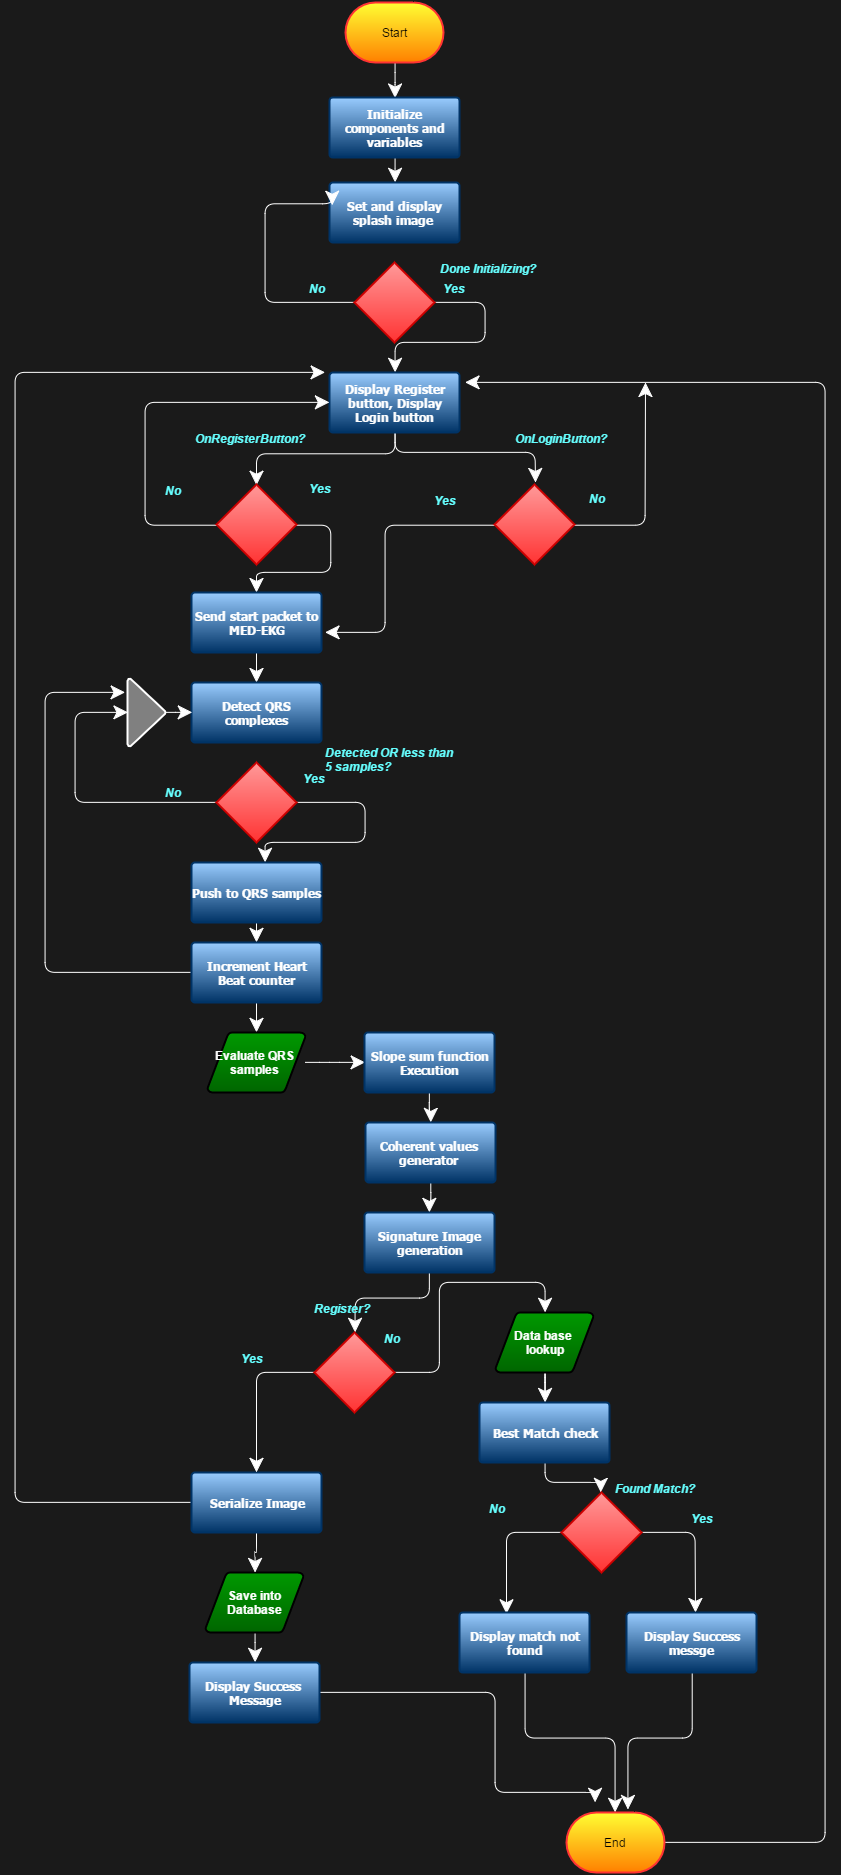 Start
Initialize
components and
variables
Set and display
splash image
Done Initializing?
No
Yes
Display Register
button, Display
Login button
OnRegisterButton?
OnLoginButton?
No
Yes
Yes
No
Send start packet to
MED-EKG
Detect QRS
complexes
Detected OR less than
5 samples?
Yes
No
Push to QRS samples
Increment Heart
Beat counter
Evaluate QRS
samples
Slope sum function
Execution
Coherent values
generator
Signature Image
generation
Register?
No
Yes
Data base
lookup
Best Match check
Found Match?
No
Yes
Serialize Image
Save into
Database
Display match not
found
Display Success
messge
Display Success
Message
End